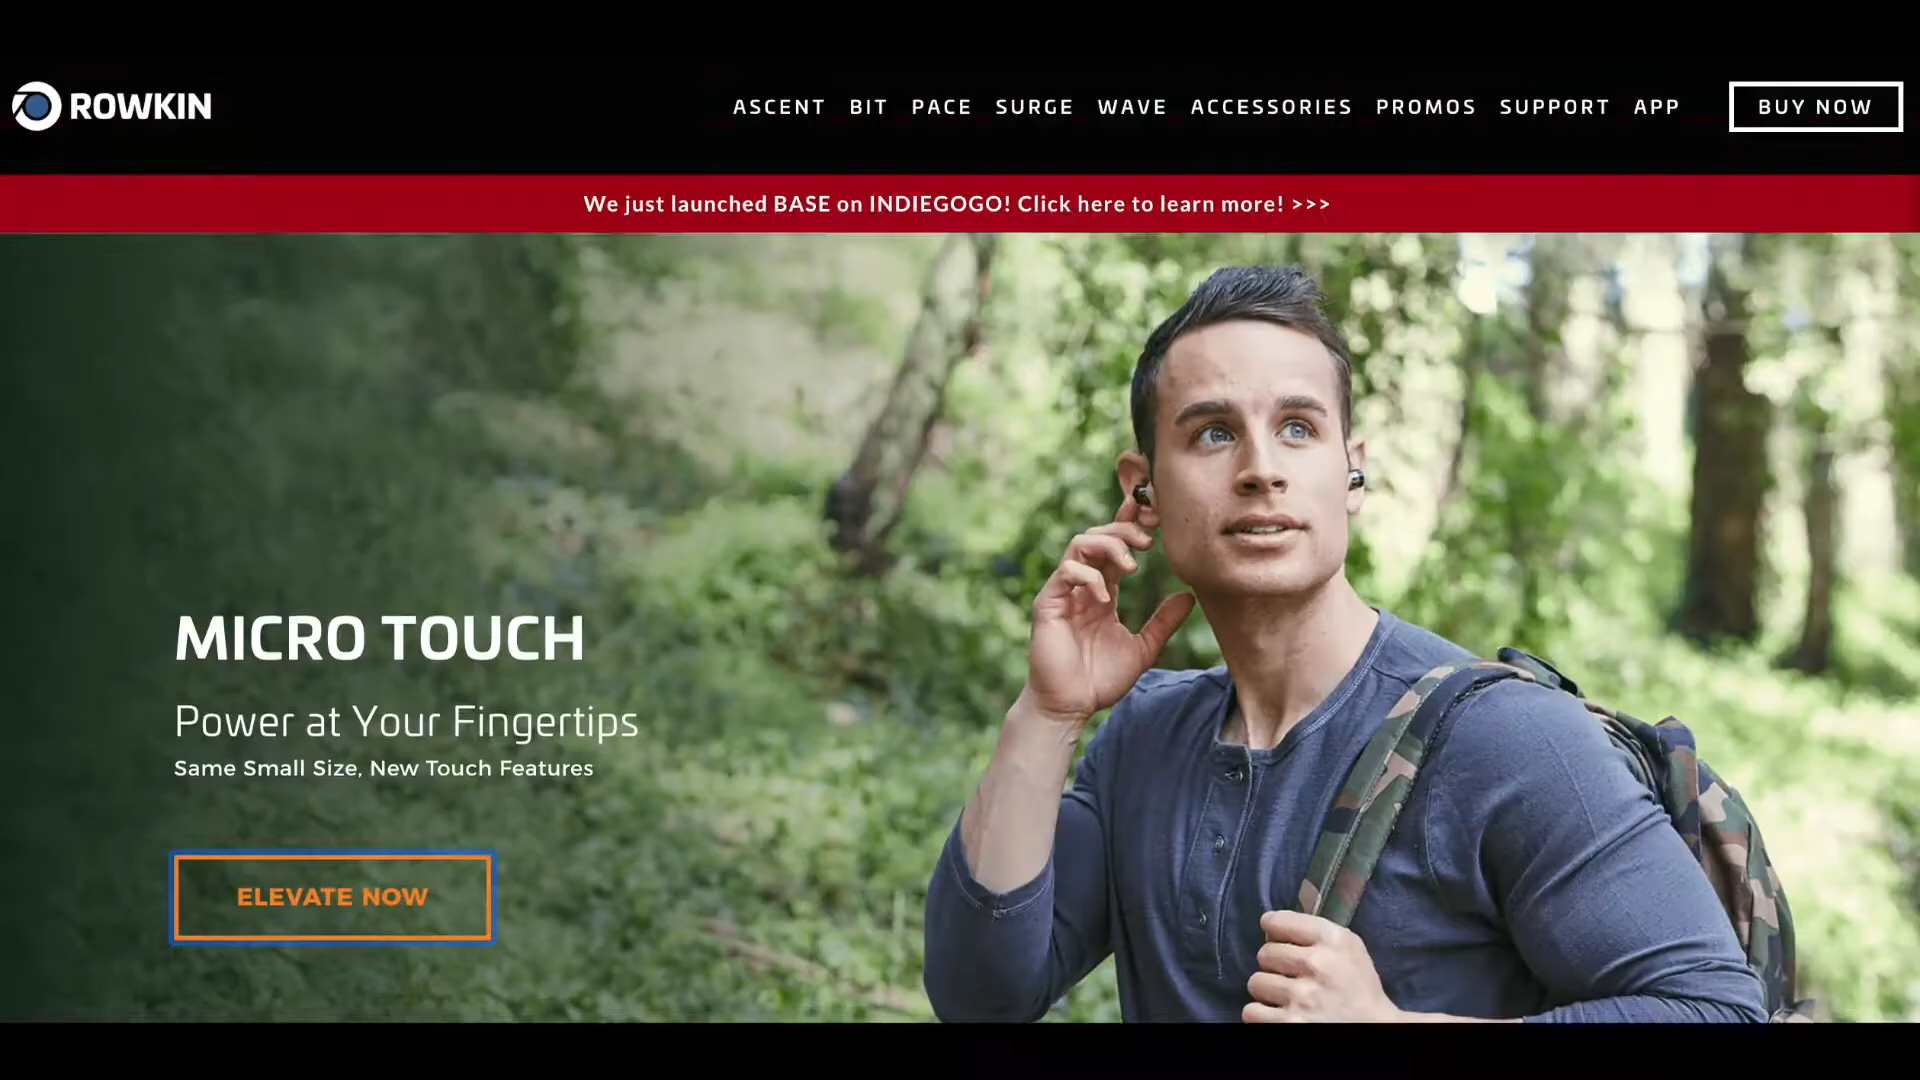 ROWKIN
ASCENT BIT PACE SURGE WAVE ACCESSORIES PROMOS SUPPORT APP BUY NOW
We just launched BASE on INDIEGOGO! Click here to learn more! >>>
MICRO TOUCH
Power at Your Fingertips
Same Small Size, New Touch Features
ELEVATE NOW